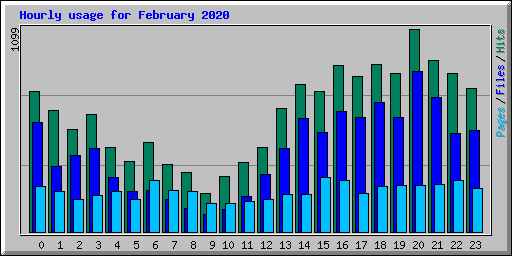 Hourly usage for February 2020
1099
Pages/Files/Hits
0 1 2 3 4 5 6 7 8 9 10 11 12 13 14 15 16 17 18 19 20 21 22 23